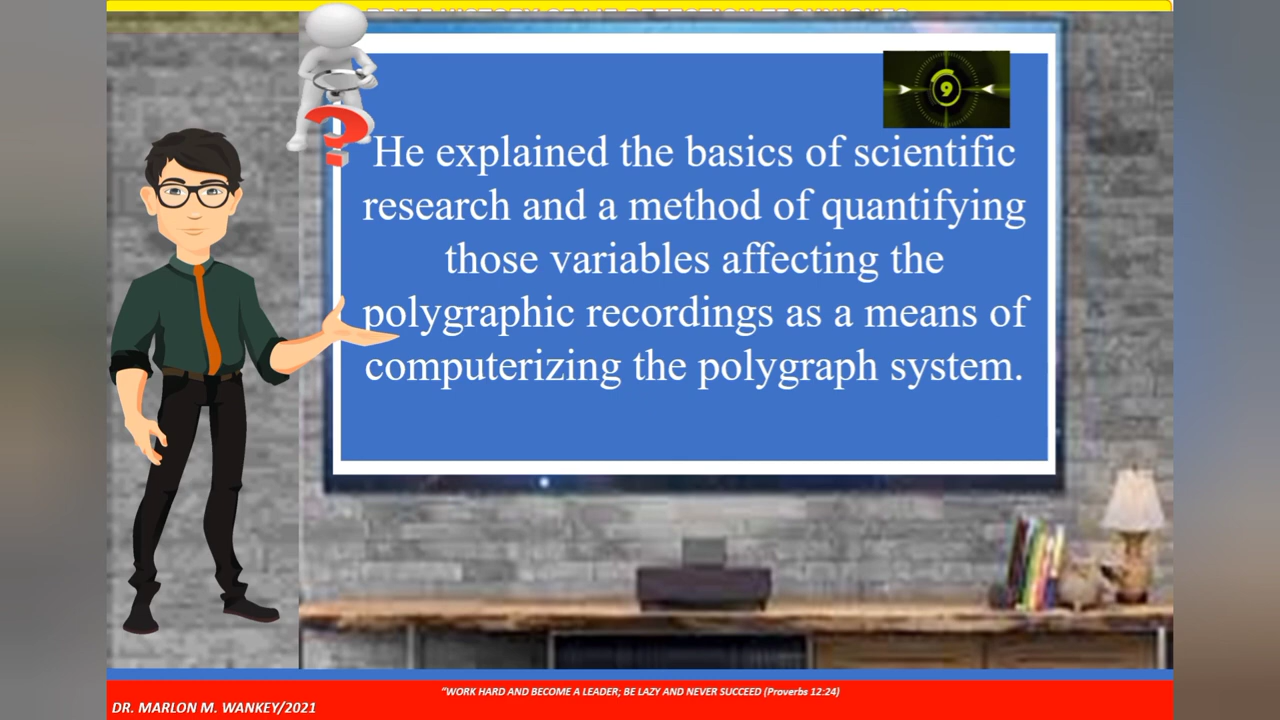 9
He explained the basics of scientific
research and a method of quantifying
those variables affecting the
polygraphic recordings as a means of
computerizing the polygraph system.
"WORK HARD AND BECOME A LEADER; BE LAZY AND NEVER SUCCEED (Proverbs 12:24)
DR. MARLON M. WANKEY/2021